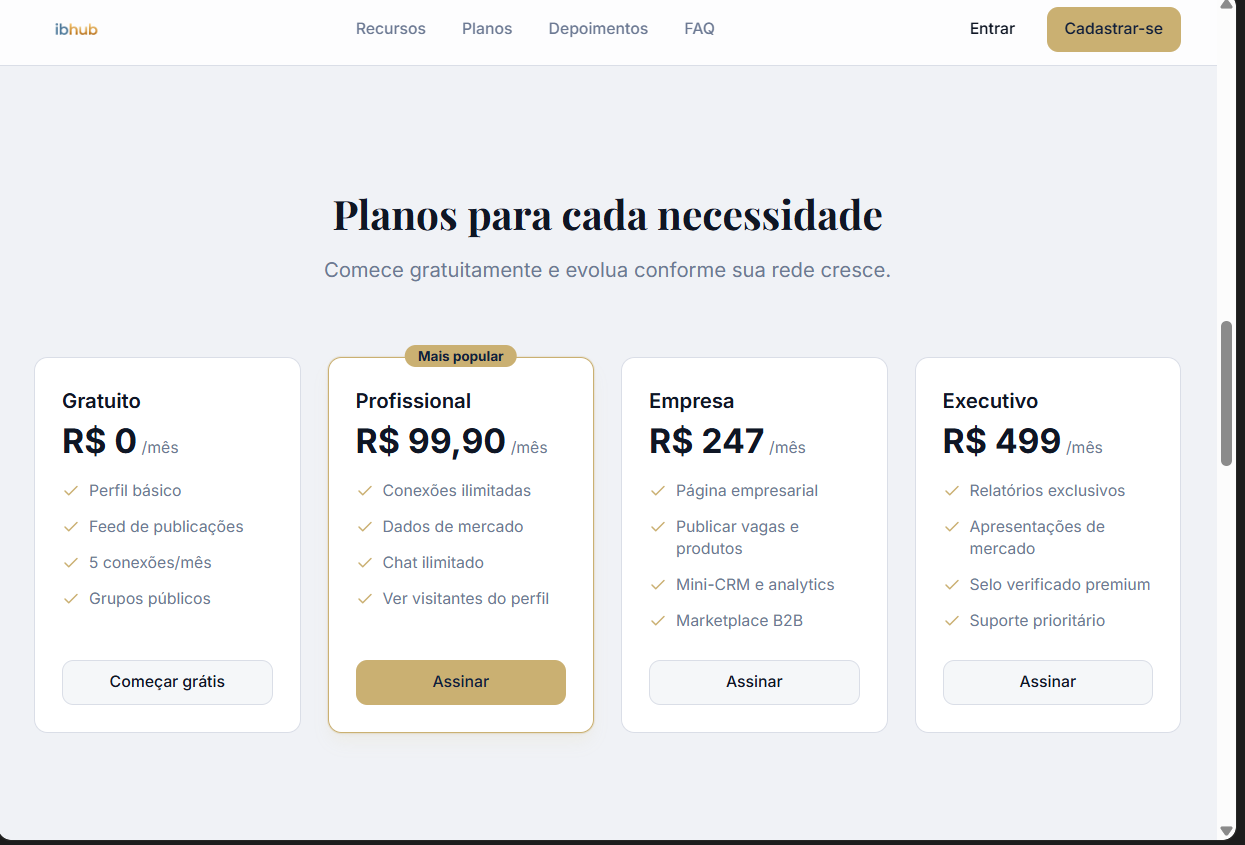 ibhub
Recursos
Planos
Depoimentos
FAQ
Entrar
Cadastrar-se
Planos para cada necessidade
Comece gratuitamente e evolua conforme sua rede cresce.
Gratuito
R$ 0 /mês
Perfil básico
Feed de publicações
5 conexões/mês
Grupos públicos
Começar grátis
Mais popular
Profissional
R$ 99,90 /mês
Conexões ilimitadas
Dados de mercado
Chat ilimitado
Ver visitantes do perfil
Assinar
Empresa
R$ 247 /mês
Página empresarial
Publicar vagas e
produtos
Mini-CRM e analytics
Marketplace B2B
Assinar
Executivo
R$ 499 /mês
Relatórios exclusivos
Apresentações de
mercado
Selo verificado premium
Suporte prioritário
Assinar